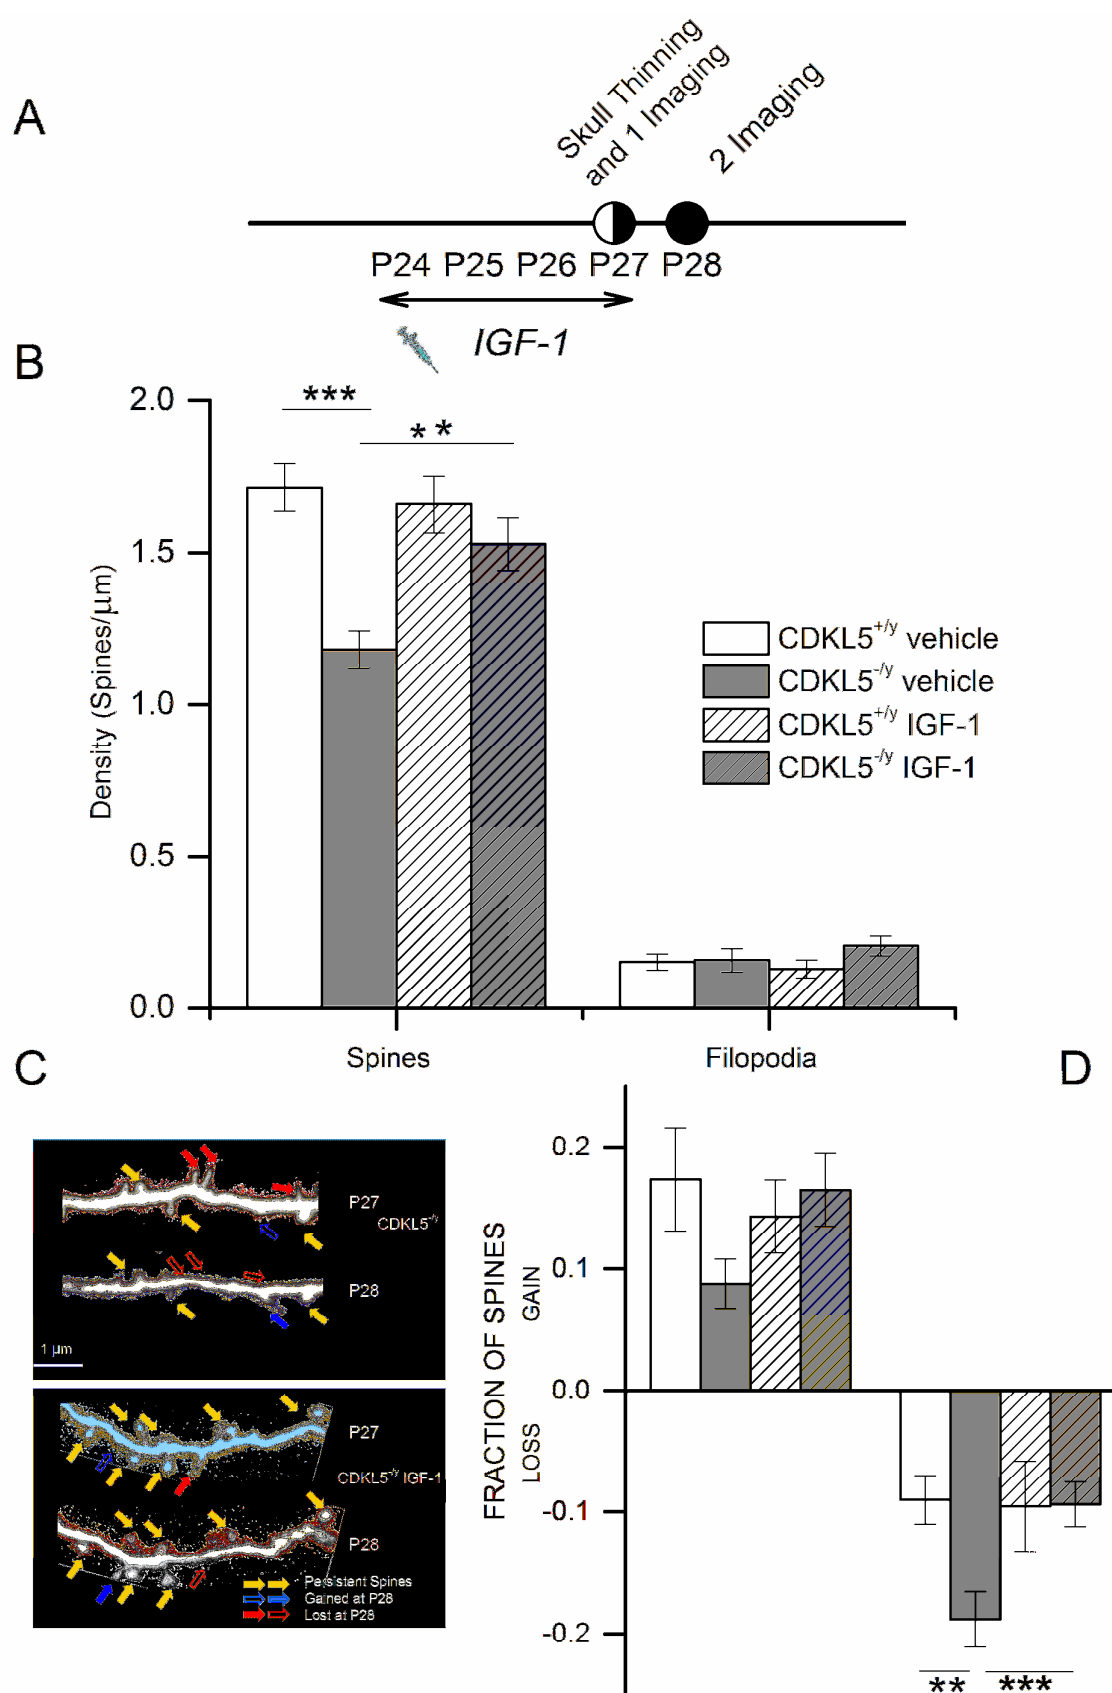 A
Skull Thinning
and 1 Imaging
2 Imaging
P24 P25 P26 P27 P28
IGF-1
B
Density (Spines/μm)
2.0
1.5
1.0
0.5
0.0
***
**
CDKL5+/y vehicle
CDKL5-/y vehicle
CDKL5+/y IGF-1
CDKL5-/y IGF-1
Spines
Filopodia
C
P27
CDKL5-/y
P28
1 μm
P27
CDKL5-/y IGF-1
P28
Persistent Spines
Gained at P28
Lost at P28
D
FRACTION OF SPINES
LOSS GAIN
0.2
0.1
0.0
-0.1
-0.2
**
***